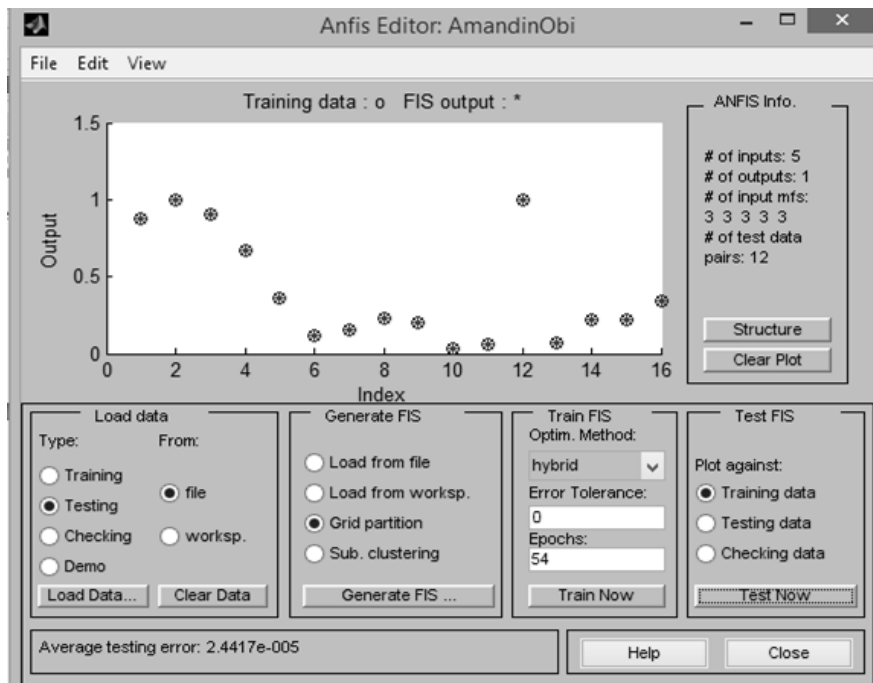 Anfis Editor: AmandinObi
File Edit View
Training data : o FIS output : *
1.5
1
0.5
0
Output
0 2 4 6 8 10 12 14 16
Index
ANFIS Info.
# of inputs: 5
# of outputs: 1
# of input mfs:
3 3 3 3 3
# of test data
pairs: 12
Structure
Clear Plot
Load data
Type: From:
Training
file
Testing
Checking
worksp.
Demo
Load Data... Clear Data
Generate FIS
Load from file
Load from worksp.
Grid partition
Sub. clustering
Generate FIS ...
Train FIS
Optim. Method:
hybrid
Error Tolerance:
0
Epochs:
54
Train Now
Test FIS
Plot against:
Training data
Testing data
Checking data
Test Now
Average testing error: 2.4417e-005
Help Close